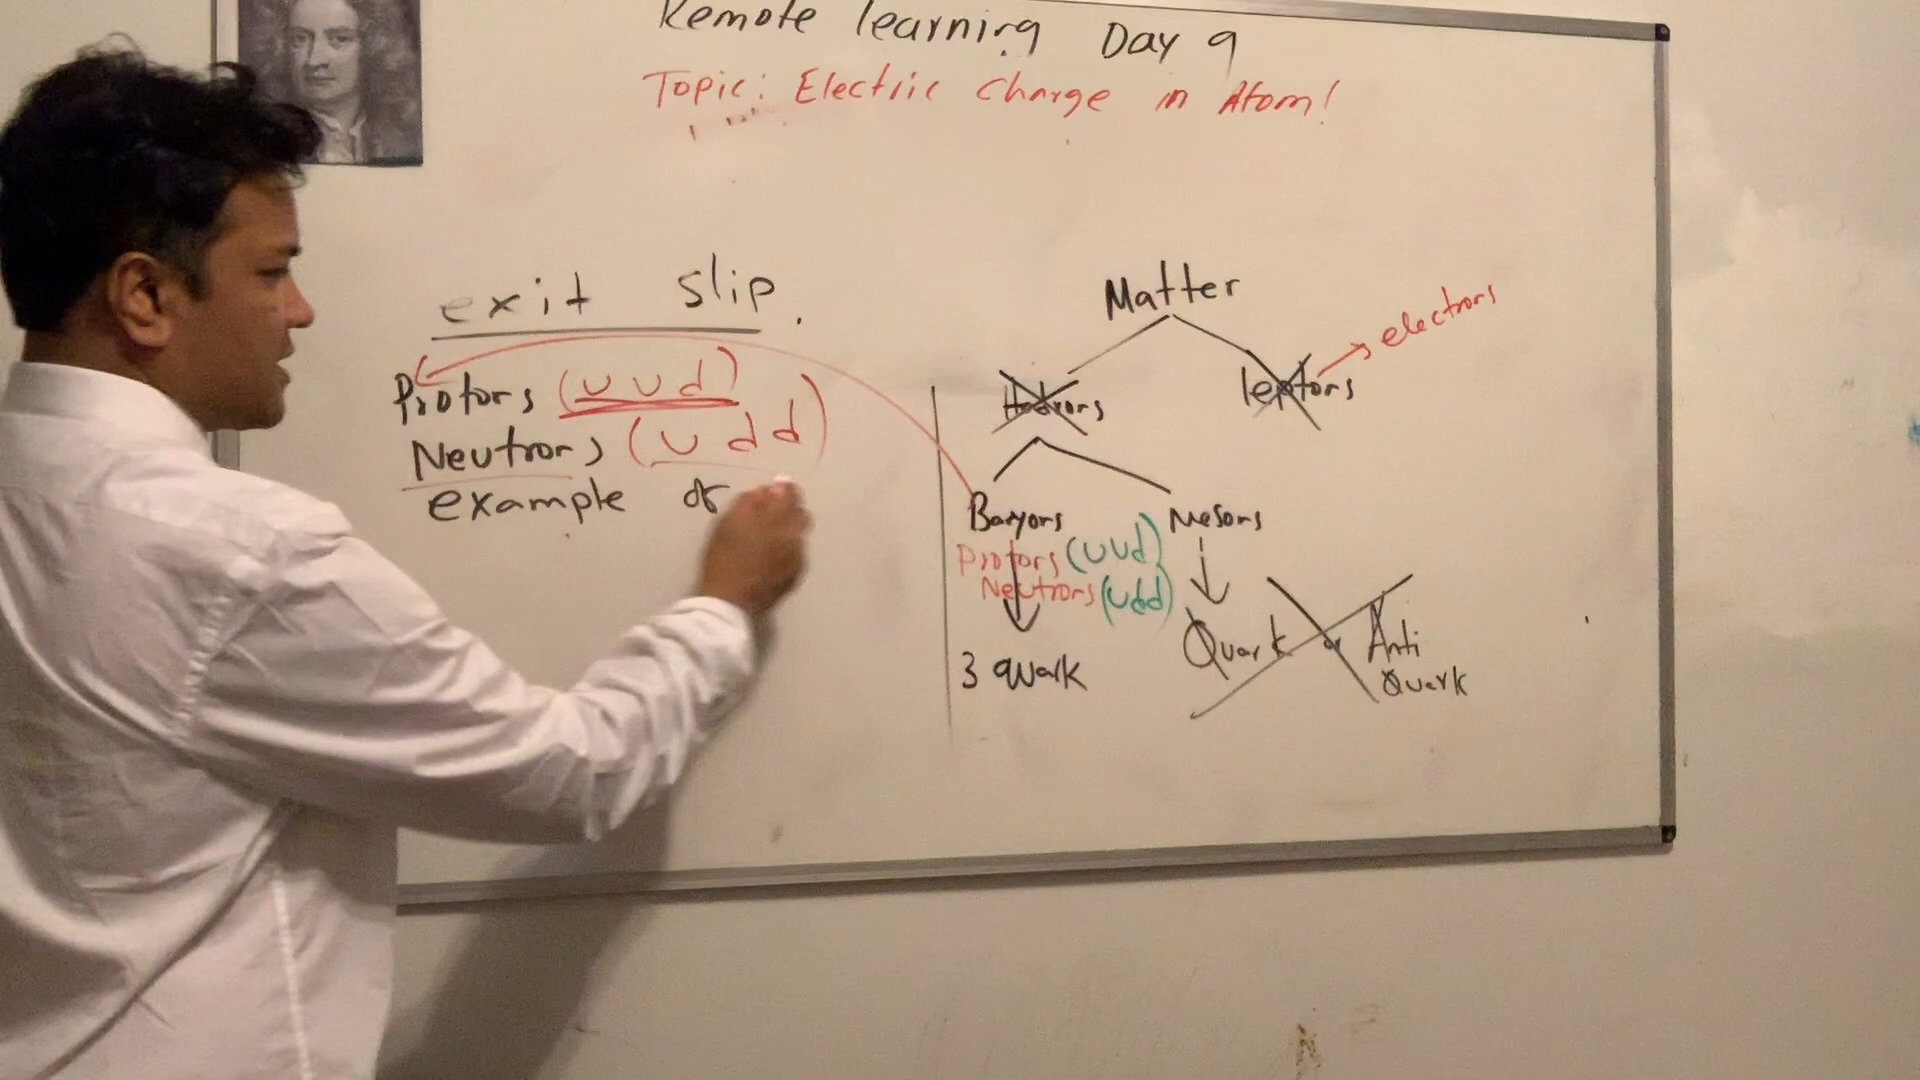 Remote learning Day 9
Topic: Electric Charge in Atom!
exit slip.
Protons (uud)
Neutrons (udd)
example of
Matter
Hadrons
leptons → electrons
Baryons
Mesons
Protons (uud)
Neutrons (udd)
3 quark
Quark & Anti
Quark